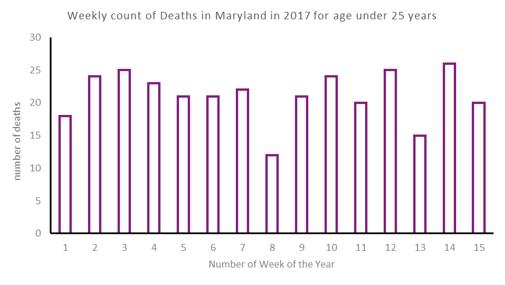 Weekly count of Deaths in Maryland in 2017 for age under 25 years
number of deaths
30
25
20
15
10
5
0
1 2 3 4 5 6 7 8 9 10 11 12 13 14 15
Number of Week of the Year